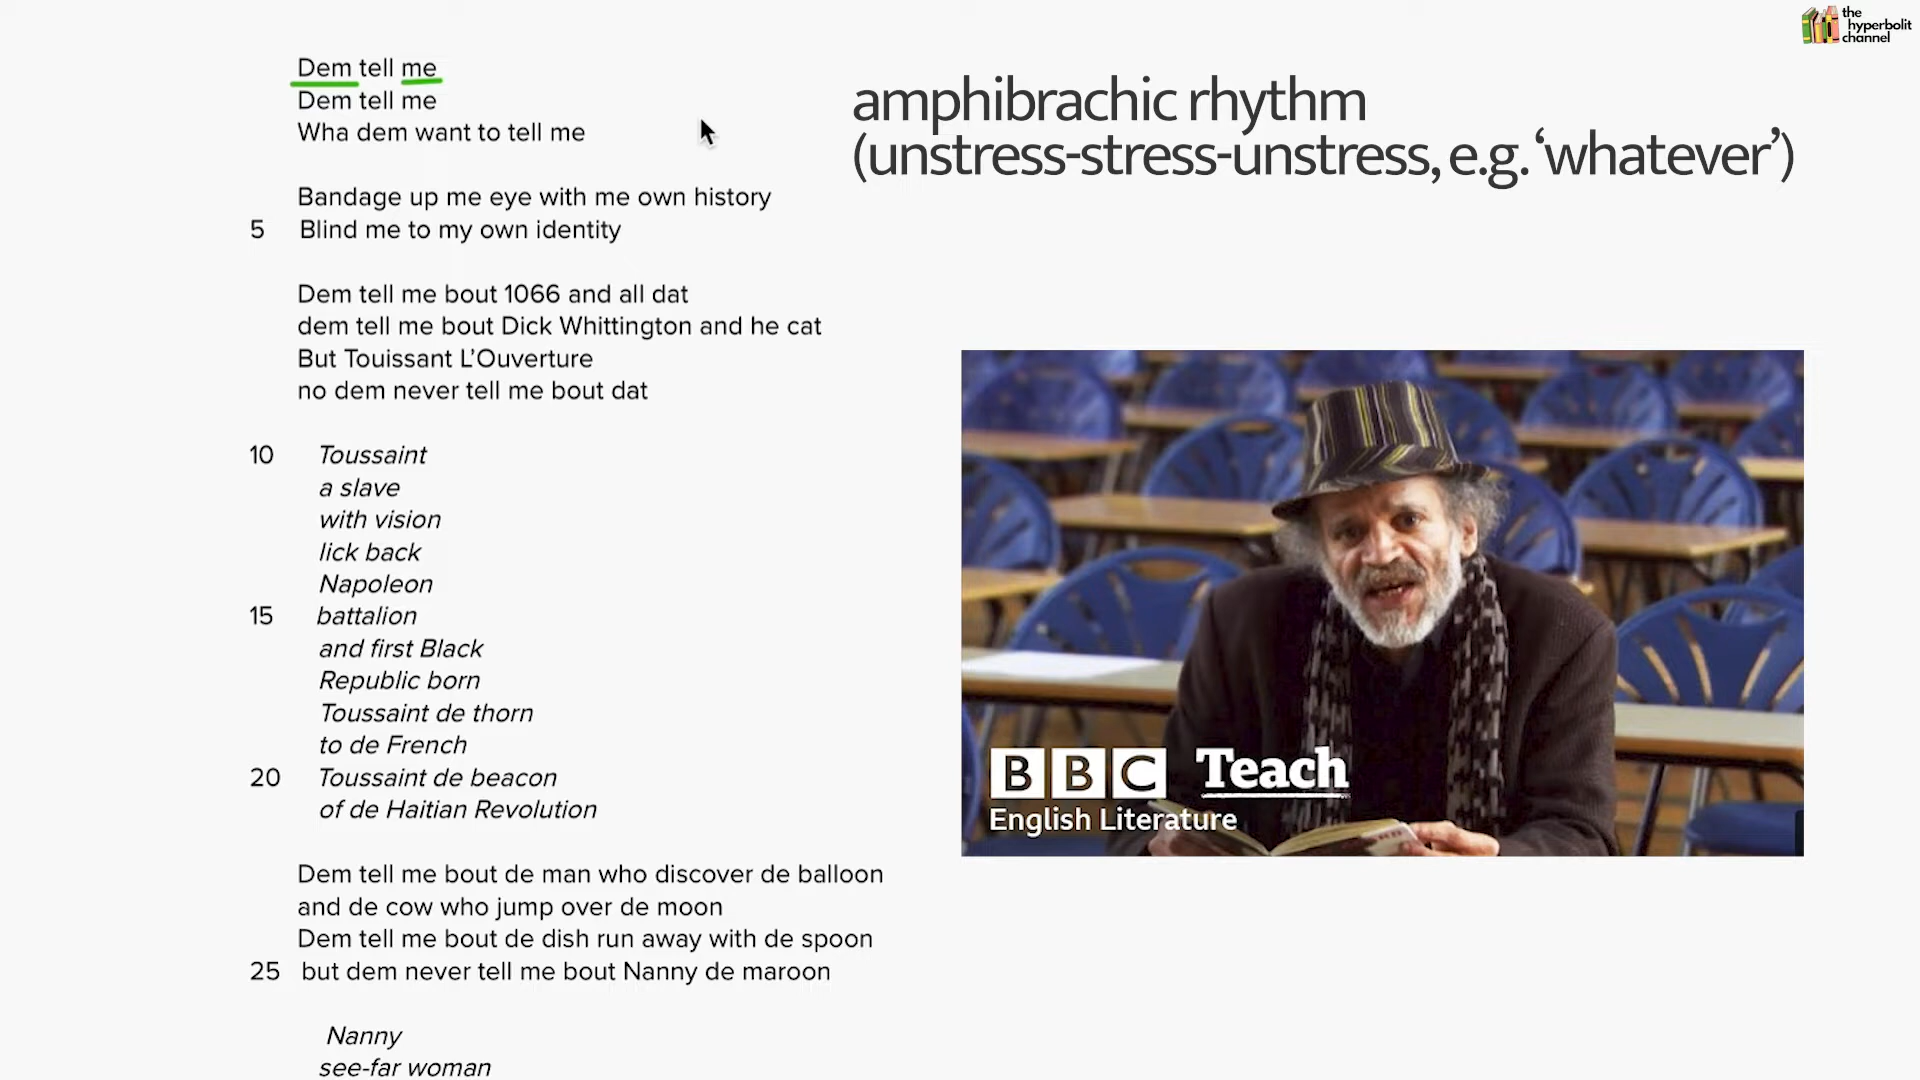 the
hyperbolit
channel
Dem tell me
Dem tell me
Wha dem want to tell me
Bandage up me eye with me own history
5 Blind me to my own identity
Dem tell me bout 1066 and all dat
dem tell me bout Dick Whittington and he cat
But Touissant L’Ouverture
no dem never tell me bout dat
10 Toussaint
a slave
with vision
lick back
Napoleon
15 battalion
and first Black
Republic born
Toussaint de thorn
to de French
20 Toussaint de beacon
of de Haitian Revolution
Dem tell me bout de man who discover de balloon
and de cow who jump over de moon
Dem tell me bout de dish run away with de spoon
25 but dem never tell me bout Nanny de maroon
Nanny
see-far woman
amphibrachic rhythm
(unstress-stress-unstress, e.g. ‘whatever’)
BBC Teach
English Literature